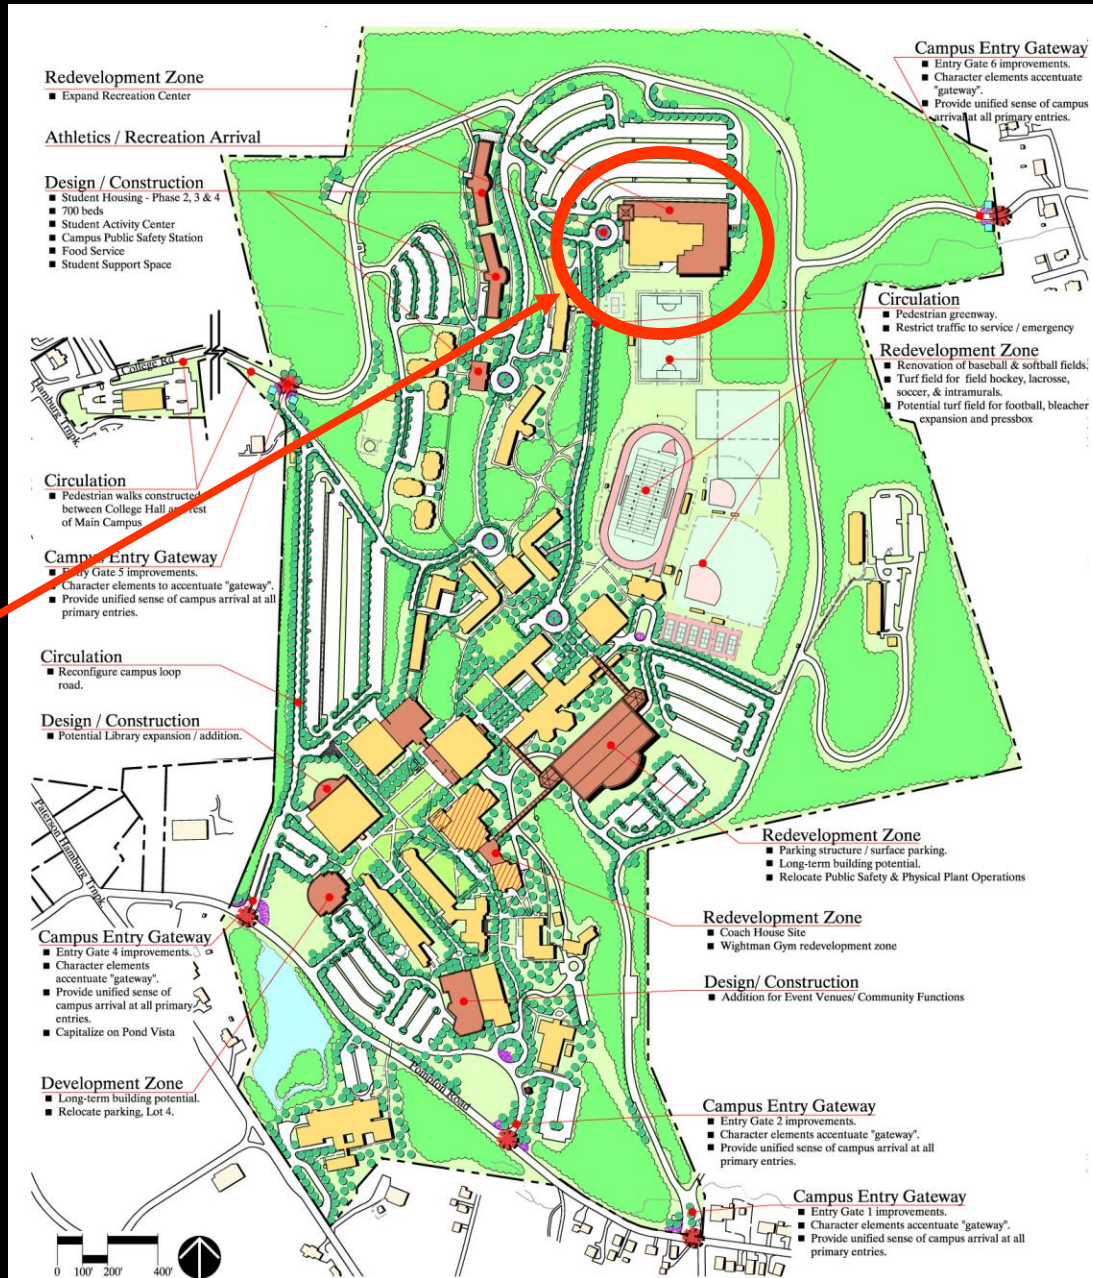 Redevelopment Zone
■ Expand Recreation Center
Athletics / Recreation Arrival
Design / Construction
■ Student Housing - Phase 2, 3 & 4
■ 700 beds
■ Student Activity Center
■ Campus Public Safety Station
■ Food Service
■ Student Support Space
College Rd
Hamburg Trnpk.
Circulation
■ Pedestrian walks constructed
between College Hall and rest
of Main Campus
Campus Entry Gateway
■ Entry Gate 5 improvements.
■ Character elements to accentuate "gateway".
■ Provide unified sense of campus arrival at all
primary entries.
Circulation
■ Reconfigure campus loop
road.
Design / Construction
■ Potential Library expansion / addition.
Paterson Hamburg Trnpk.
Campus Entry Gateway
■ Entry Gate 4 improvements.
■ Character elements
accentuate "gateway".
■ Provide unified sense of
campus arrival at all primary
entries.
■ Capitalize on Pond Vista
Development Zone
■ Long-term building potential.
■ Relocate parking, Lot 4.
Pompton Road
0 100' 200' 400'
Campus Entry Gateway
■ Entry Gate 6 improvements.
■ Character elements accentuate
"gateway".
■ Provide unified sense of campus
arrival at all primary entries.
Circulation
■ Pedestrian greenway.
■ Restrict traffic to service / emergency
Redevelopment Zone
■ Renovation of baseball & softball fields.
■ Turf field for field hockey, lacrosse,
soccer, & intramurals.
■ Potential turf field for football, bleacher
expansion and pressbox
Redevelopment Zone
■ Parking structure / surface parking.
■ Long-term building potential.
■ Relocate Public Safety & Physical Plant Operations
Redevelopment Zone
■ Coach House Site
■ Wightman Gym redevelopment zone
Design/ Construction
■ Addition for Event Venues/ Community Functions
Campus Entry Gateway
■ Entry Gate 2 improvements.
■ Character elements accentuate "gateway".
■ Provide unified sense of campus arrival at all
primary entries.
Campus Entry Gateway
■ Entry Gate 1 improvements.
■ Character elements accentuate "gateway".
■ Provide unified sense of campus arrival at all
primary entries.